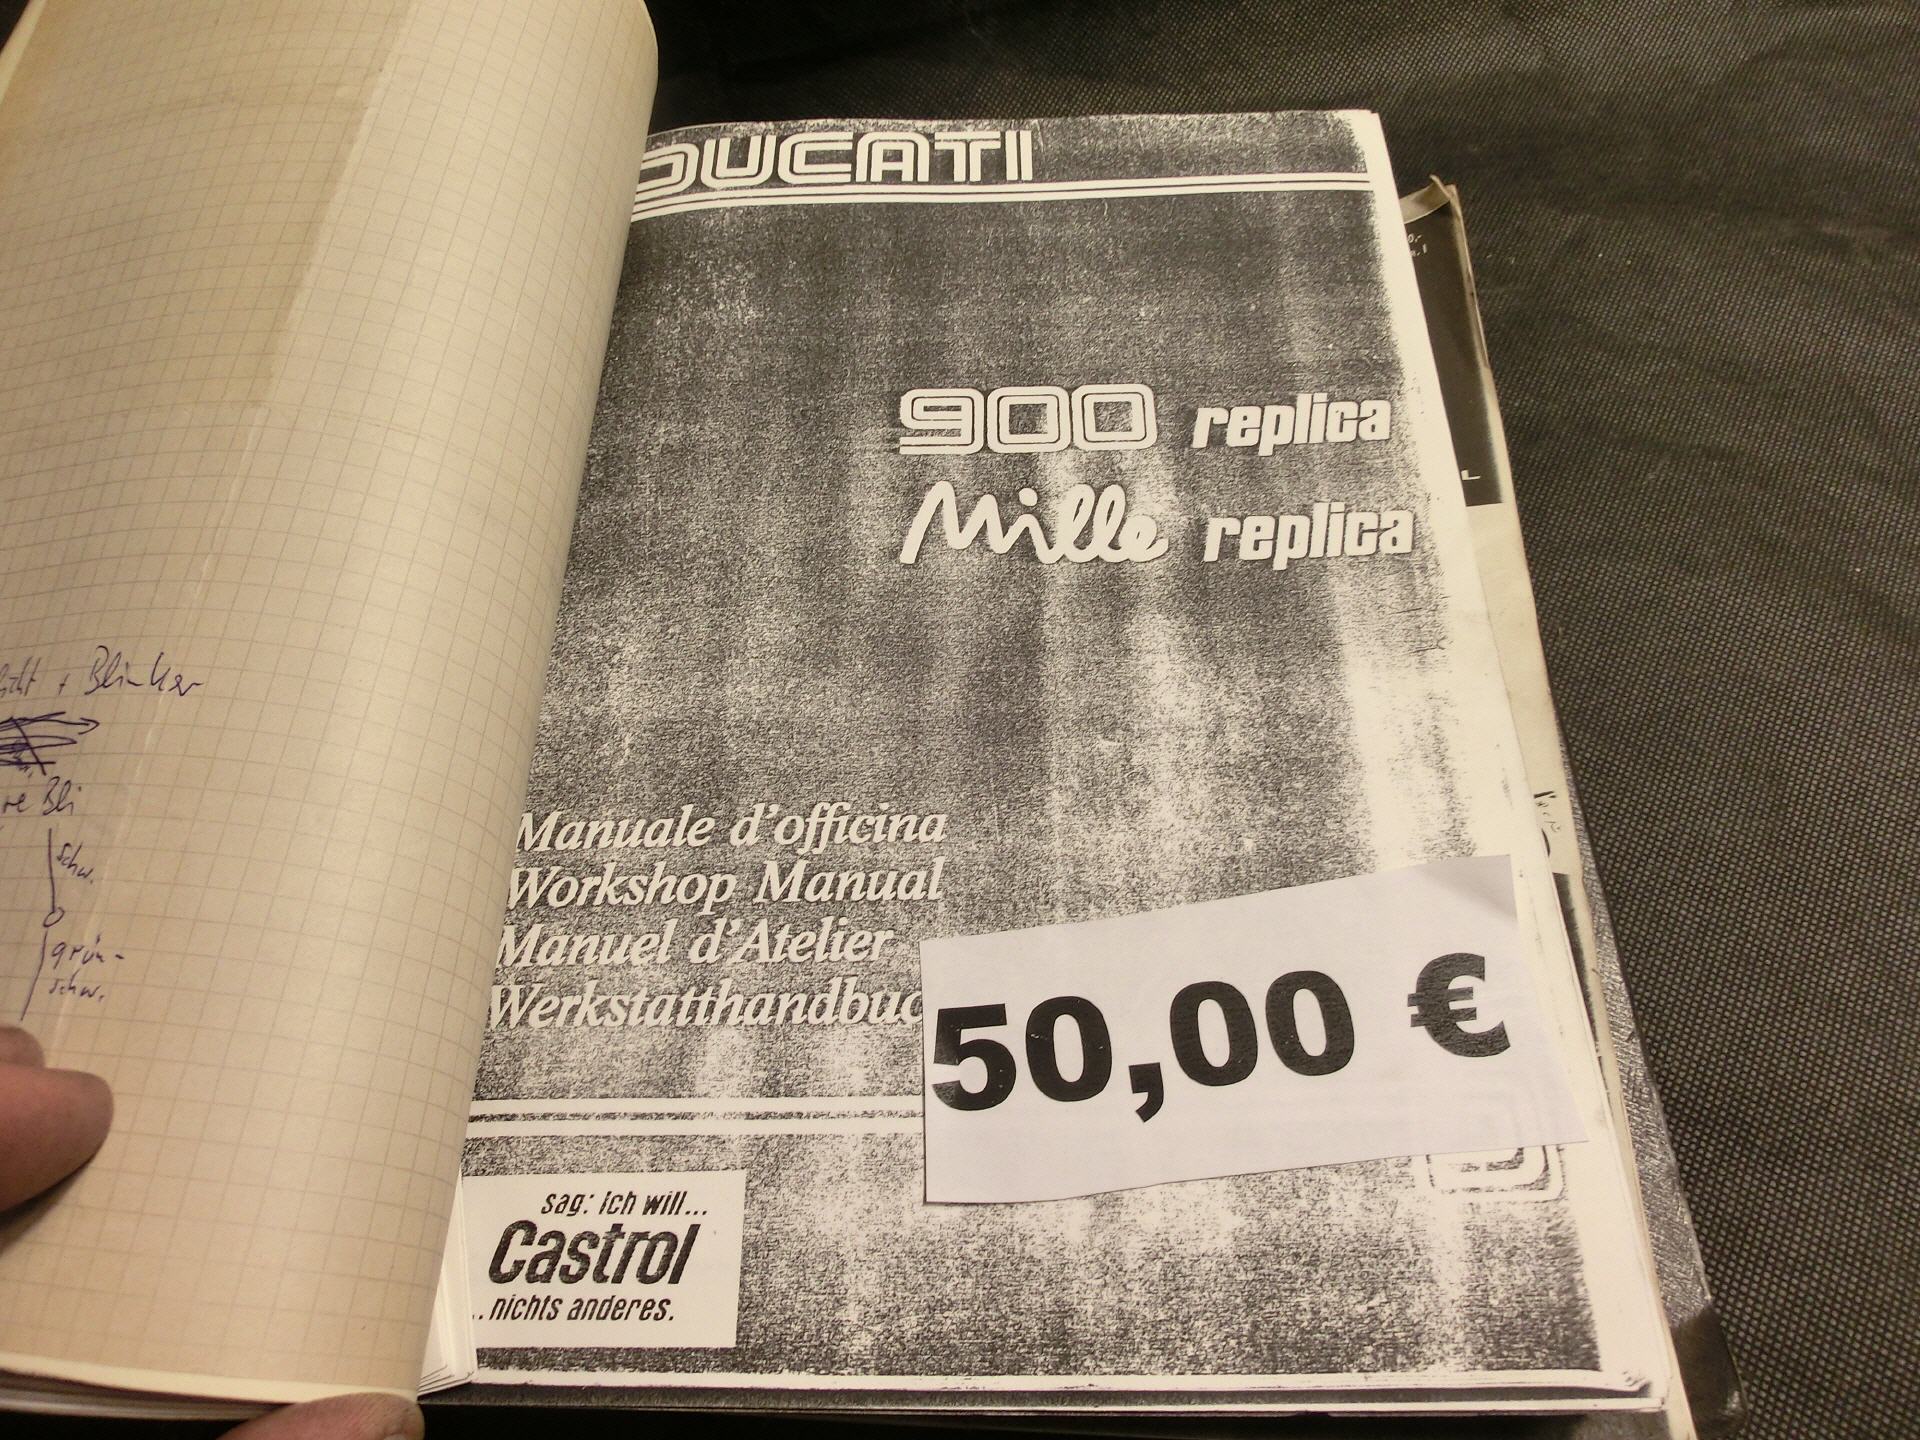 + Blinker
Bli
schw.
grün-
schw.
DUCATI
900 replica
Mille replica
Manuale d'officina
Workshop Manual
Manuel d'Atelier
Werkstatthandbuc
50,00 €
sag: ich will...
Castrol
..nichts anderes.